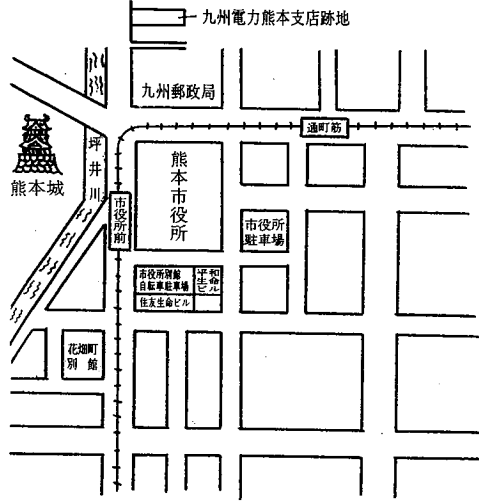 九州電力熊本支店跡地
九州郵政局
通町筋
坪井川
熊本城
熊本市役所
市役所前
市役所
駐車場
市役所別館
自転車駐車場
和命ル
平生ビ
住友生命ビル
花畑町
別館